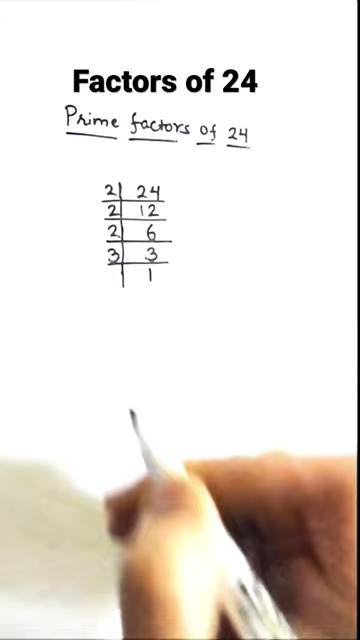 Factors of 24
Prime factors of 24
2 24
2 12
2 6
3 3
1